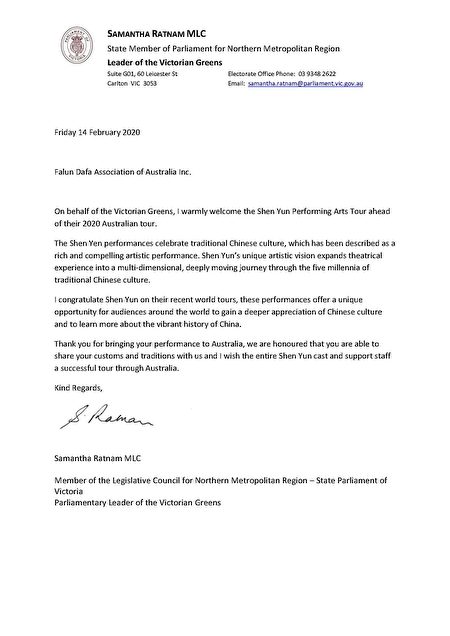 SAMANTHA RATNAM MLC
State Member of Parliament for Northern Metropolitan Region
Leader of the Victorian Greens
Suite G01, 60 Leicester St Electorate Office Phone: 03 9348 2622
Carlton VIC 3053 Email: samantha.ratnam@parliament.vic.gov.au
Friday 14 February 2020
Falun Dafa Association of Australia Inc.
On behalf of the Victorian Greens, I warmly welcome the Shen Yun Performing Arts Tour ahead
of their 2020 Australian tour.
The Shen Yen performances celebrate traditional Chinese culture, which has been described as a
rich and compelling artistic performance. Shen Yun's unique artistic vision expands theatrical
experience into a multi-dimensional, deeply moving journey through the five millennia of
traditional Chinese culture.
I congratulate Shen Yun on their recent world tours, these performances offer a unique
opportunity for audiences around the world to gain a deeper appreciation of Chinese culture
and to learn more about the vibrant history of China.
Thank you for bringing your performance to Australia, we are honoured that you are able to
share your customs and traditions with us and I wish the entire Shen Yun cast and support staff
a successful tour through Australia.
Kind Regards,
Samantha Ratnam MLC
Member of the Legislative Council for Northern Metropolitan Region – State Parliament of
Victoria
Parliamentary Leader of the Victorian Greens